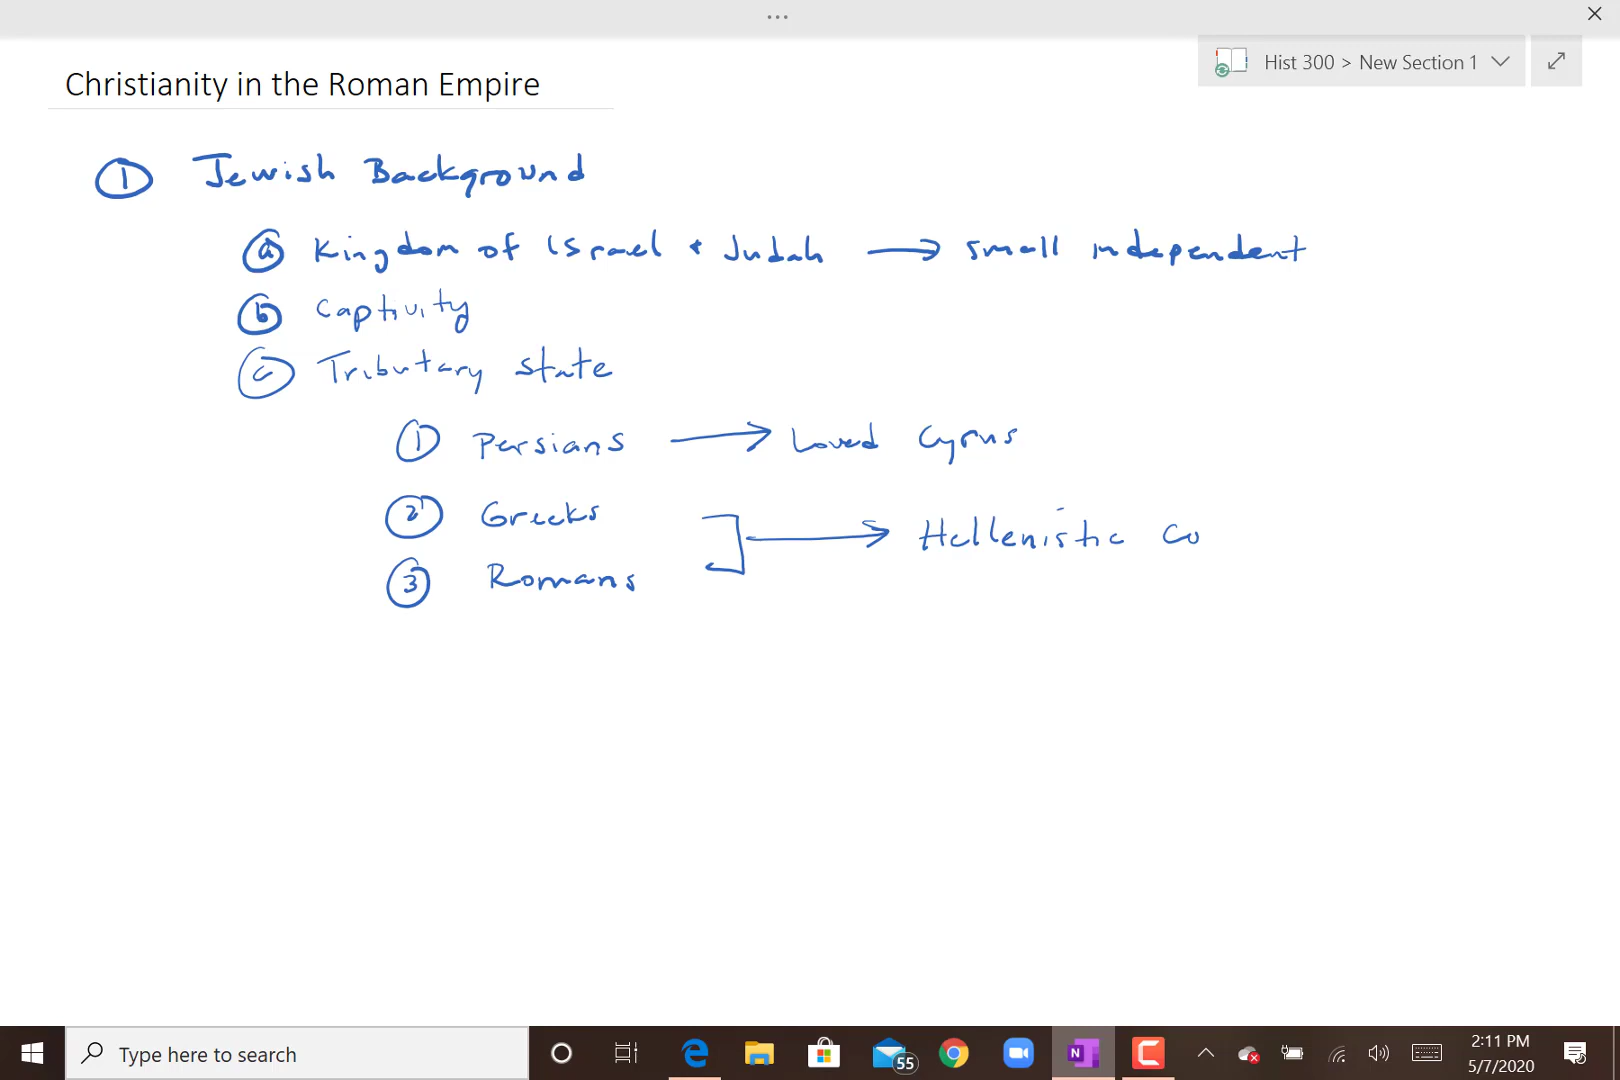 Hist 300 > New Section 1
Christianity in the Roman Empire
① Jewish Background
ⓐ Kingdom of Israel + Judah → small independent
ⓑ Captivity
ⓒ Tributary state
① Persians → Loved Cyrus
② Greeks
] → Hellenistic Co
③ Romans
Type here to search
55
N
2:11 PM
5/7/2020